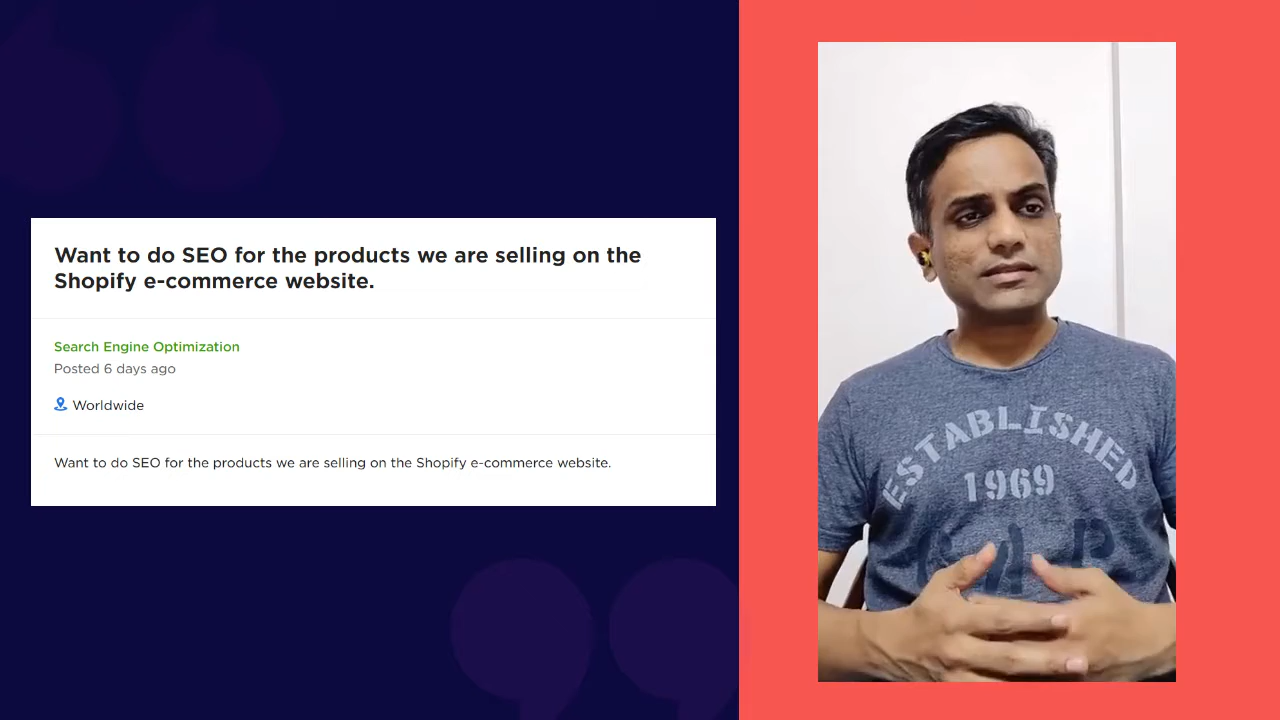 Want to do SEO for the products we are selling on the
Shopify e-commerce website.
Search Engine Optimization
Posted 6 days ago
Worldwide
Want to do SEO for the products we are selling on the Shopify e-commerce website.
ESTABLISHED
1969
GAP